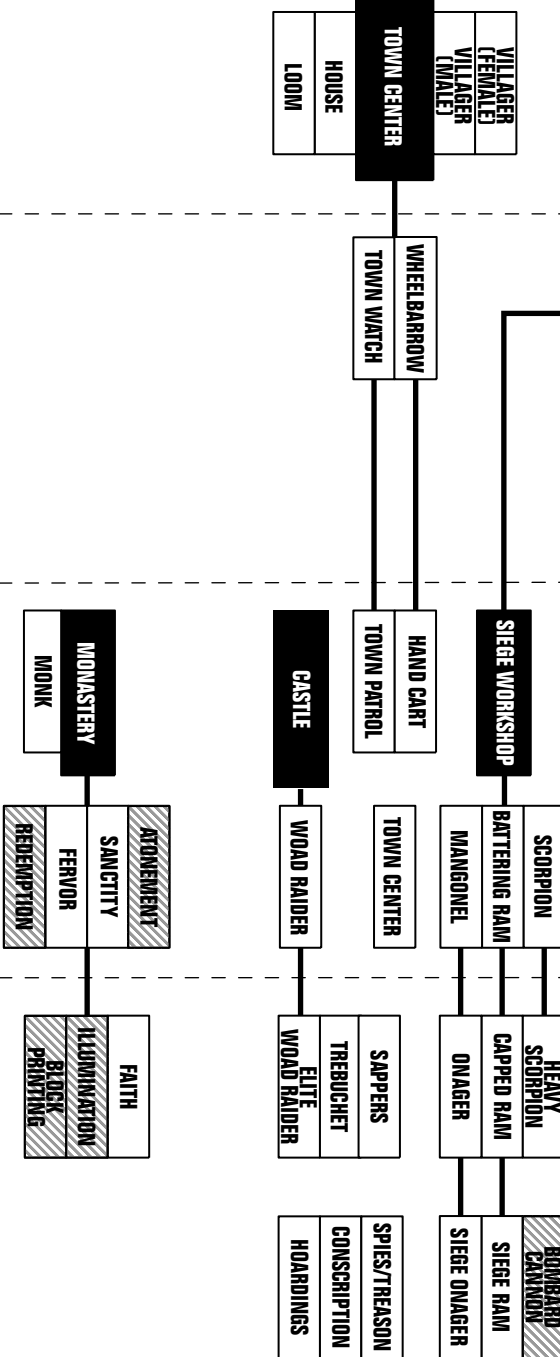 VILLAGER
(FEMALE)
VILLAGER
(MALE)
TOWN CENTER
HOUSE
LOOM
WHEELBARROW
TOWN WATCH
SIEGE WORKSHOP
HAND CART
TOWN PATROL
CASTLE
MONASTERY
MONK
SCORPION
BATTERING RAM
MANGONEL
TOWN CENTER
WOAD RAIDER
ATONEMENT
SANCTITY
FERVOR
REDEMPTION
HEAVY
SCORPION
CAPPED RAM
ONAGER
SAPPERS
TREBUCHET
ELITE
WOAD RAIDER
FAITH
ILLUMINATION
BLOCK
PRINTING
BOMBARD
CANNON
SIEGE RAM
SIEGE ONAGER
SPIES/TREASON
CONSCRIPTION
HOARDINGS